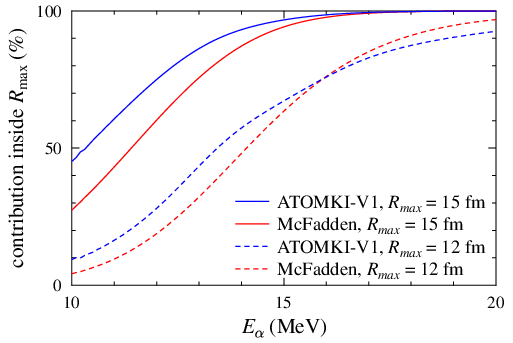 100
50
0
contribution inside R_max (%)
ATOMKI-V1, R_max = 15 fm
McFadden, R_max = 15 fm
ATOMKI-V1, R_max = 12 fm
McFadden, R_max = 12 fm
10
15
20
E_α (MeV)